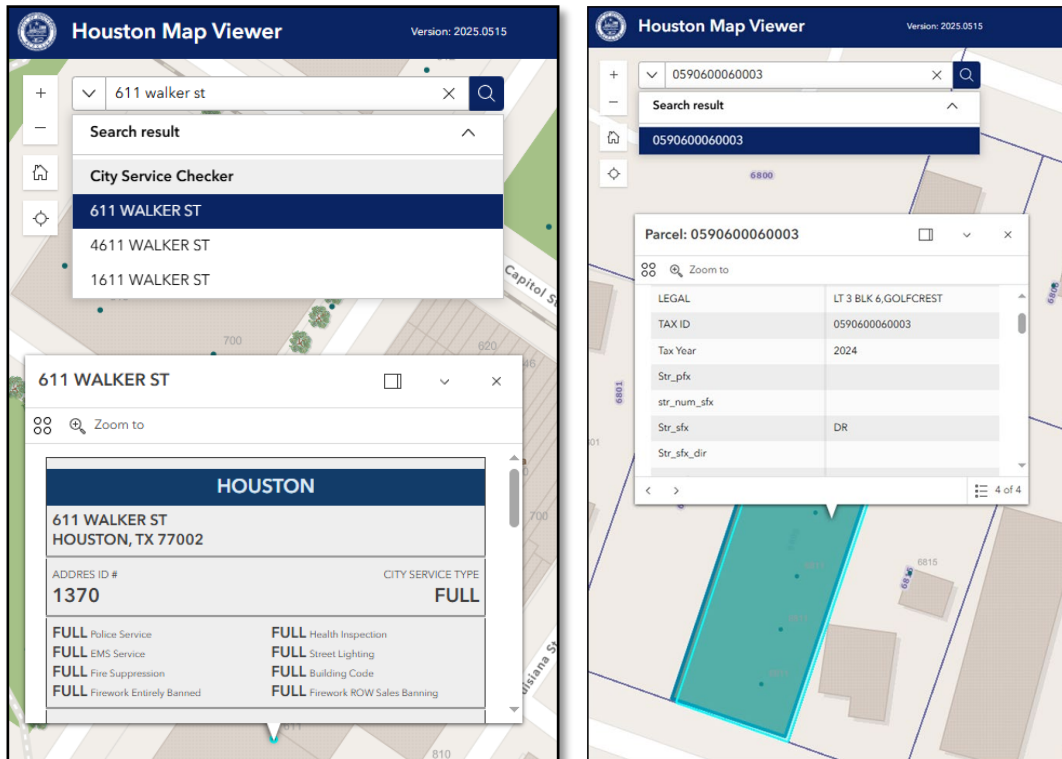 Houston Map Viewer
Version: 2025.0515
611 walker st
Search result
City Service Checker
611 WALKER ST
4611 WALKER ST
1611 WALKER ST
Capitol St
700
620
611 WALKER ST
Zoom to
HOUSTON
611 WALKER ST
HOUSTON, TX 77002
ADDRES ID #
CITY SERVICE TYPE
1370
FULL
FULL Police Service
FULL Health Inspection
FULL EMS Service
FULL Street Lighting
FULL Fire Suppression
FULL Building Code
FULL Firework Entirely Banned
FULL Firework ROW Sales Banning
700
611
810
Houston Map Viewer
Version: 2025.0515
0590600060003
Search result
0590600060003
6800
Parcel: 0590600060003
Zoom to
LEGAL
LT 3 BLK 6,GOLFCREST
TAX ID
0590600060003
Tax Year
2024
Str_pfx
str_num_sfx
Str_sfx
DR
Str_sfx_dir
4 of 4
6801
6815